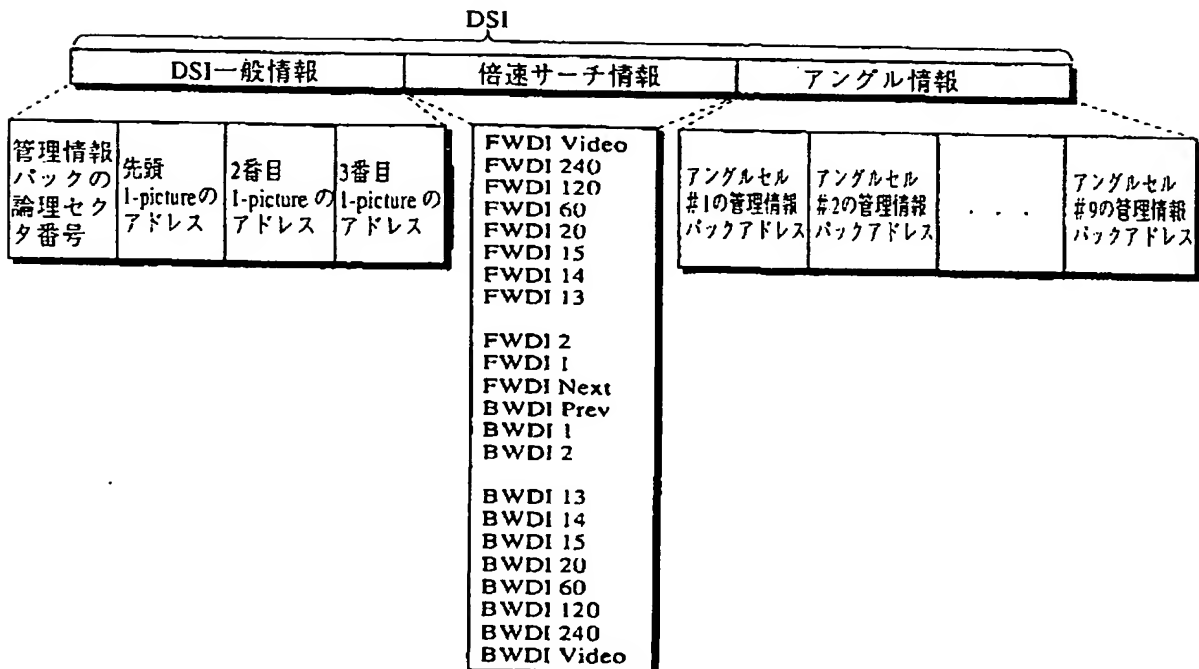 DSI
DSI一般情報
倍速サーチ情報
アングル情報
管理情報
パックの
論理セク
タ番号
先頭
I-pictureの
アドレス
2番目
I-pictureの
アドレス
3番目
I-pictureの
アドレス
FWDI Video
FWDI 240
FWDI 120
FWDI 60
FWDI 20
FWDI 15
FWDI 14
FWDI 13
FWDI 2
FWDI 1
FWDI Next
BWDI Prev
BWDI 1
BWDI 2
BWDI 13
BWDI 14
BWDI 15
BWDI 20
BWDI 60
BWDI 120
BWDI 240
BWDI Video
アングルセル
#1の管理情報
パックアドレス
アングルセル
#2の管理情報
パックアドレス
. . .
アングルセル
#9の管理情報
パックアドレス